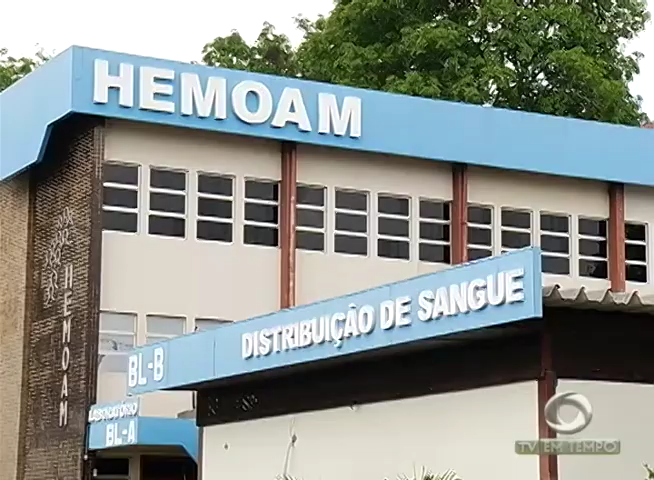 HEMOAM
HEMOAM
DISTRIBUIÇÃO DE SANGUE
BL-B
LABORATÓRIO
BL-A
TV EM TEMPO